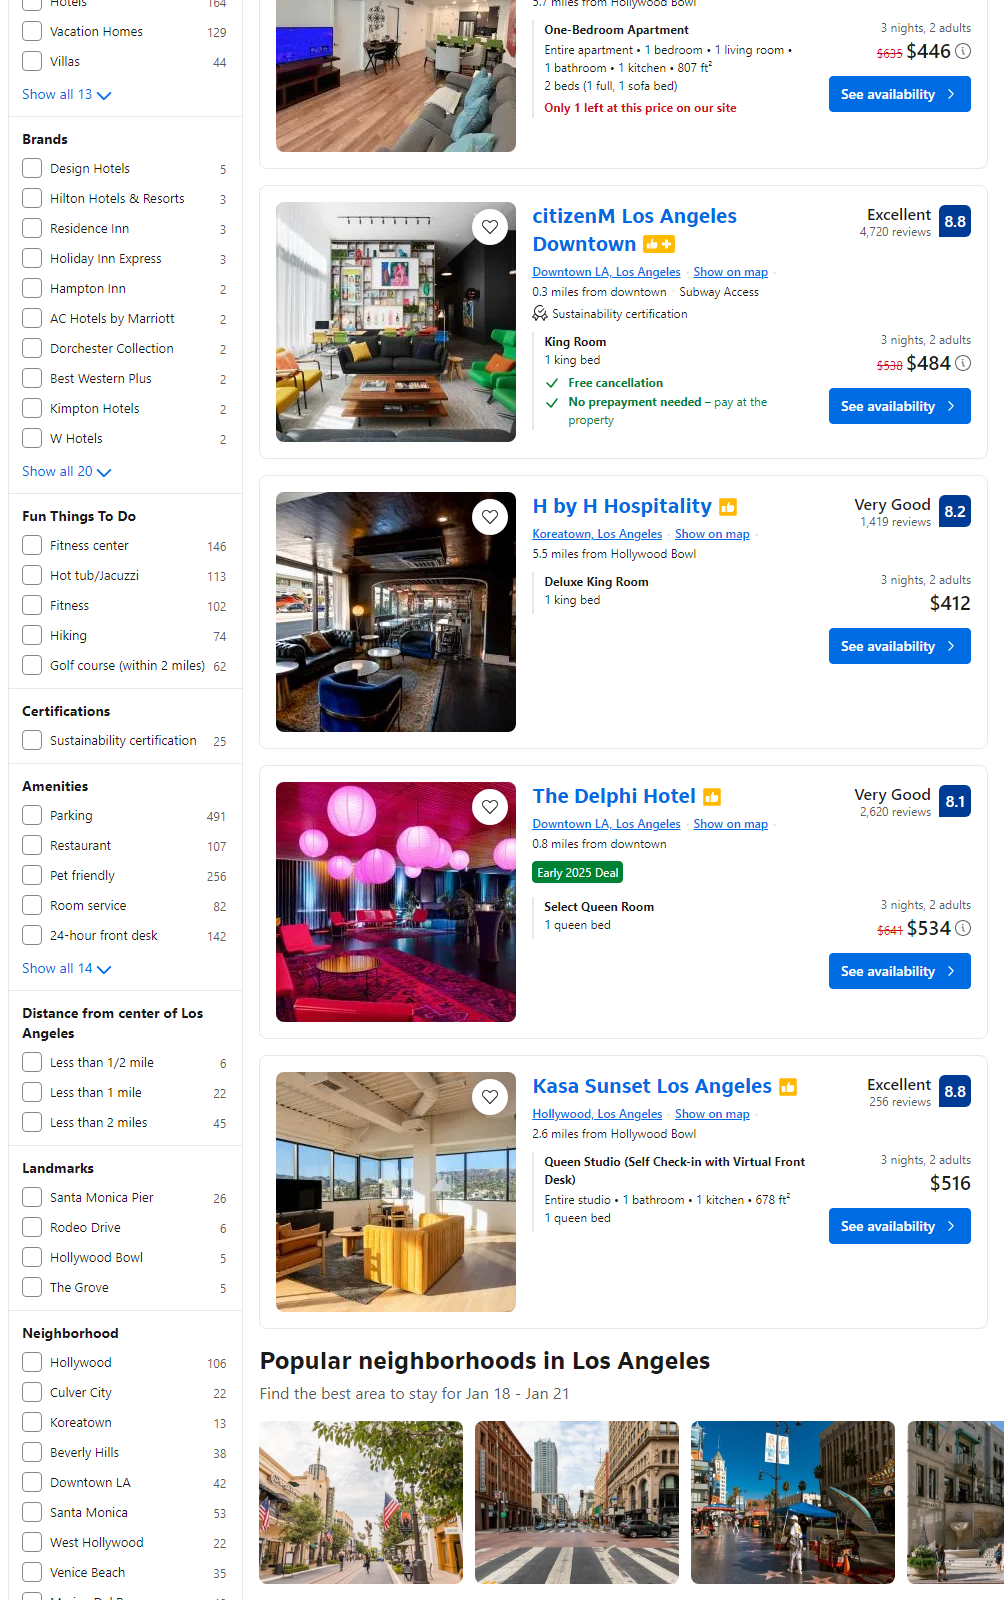 Hotels 164
Vacation Homes 129
Villas 44
Show all 13
Brands
Design Hotels 5
Hilton Hotels & Resorts 3
Residence Inn 3
Holiday Inn Express 3
Hampton Inn 2
AC Hotels by Marriott 2
Dorchester Collection 2
Best Western Plus 2
Kimpton Hotels 2
W Hotels 2
Show all 20
Fun Things To Do
Fitness center 146
Hot tub/Jacuzzi 113
Fitness 102
Hiking 74
Golf course (within 2 miles) 62
Certifications
Sustainability certification 25
Amenities
Parking 491
Restaurant 107
Pet friendly 256
Room service 82
24-hour front desk 142
Show all 14
Distance from center of Los
Angeles
Less than 1/2 mile 6
Less than 1 mile 22
Less than 2 miles 45
Landmarks
Santa Monica Pier 26
Rodeo Drive 6
Hollywood Bowl 5
The Grove 5
Neighborhood
Hollywood 106
Culver City 22
Koreatown 13
Beverly Hills 38
Downtown LA 42
Santa Monica 53
West Hollywood 22
Venice Beach 35
5.7 miles from Hollywood Bowl
One-Bedroom Apartment
Entire apartment • 1 bedroom • 1 living room •
1 bathroom • 1 kitchen • 807 ft²
2 beds (1 full, 1 sofa bed)
Only 1 left at this price on our site
3 nights, 2 adults
$635 $446
See availability
citizenM Los Angeles
Downtown
Excellent
4,720 reviews
8.8
Downtown LA, Los Angeles · Show on map ·
0.3 miles from downtown · Subway Access
Sustainability certification
King Room
1 king bed
Free cancellation
No prepayment needed – pay at the
property
3 nights, 2 adults
$538 $484
See availability
H by H Hospitality
Very Good
1,419 reviews
8.2
Koreatown, Los Angeles · Show on map ·
5.5 miles from Hollywood Bowl
Deluxe King Room
1 king bed
3 nights, 2 adults
$412
See availability
The Delphi Hotel
Very Good
2,620 reviews
8.1
Downtown LA, Los Angeles · Show on map ·
0.8 miles from downtown
Early 2025 Deal
Select Queen Room
1 queen bed
3 nights, 2 adults
$641 $534
See availability
Kasa Sunset Los Angeles
Excellent
256 reviews
8.8
Hollywood, Los Angeles · Show on map ·
2.6 miles from Hollywood Bowl
Queen Studio (Self Check-in with Virtual Front
Desk)
Entire studio • 1 bathroom • 1 kitchen • 678 ft²
1 queen bed
3 nights, 2 adults
$516
See availability
Popular neighborhoods in Los Angeles
Find the best area to stay for Jan 18 - Jan 21